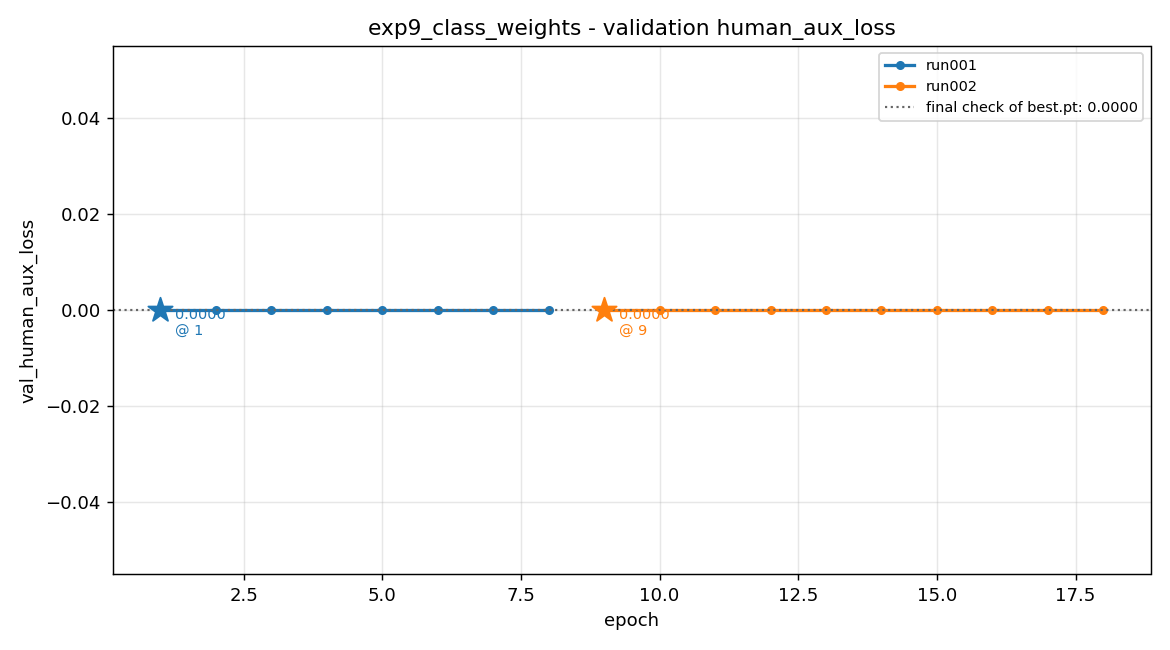 exp9_class_weights - validation human_aux_loss
run001
run002
final check of best.pt: 0.0000
val_human_aux_loss
0.04
0.02
0.00
−0.02
−0.04
0.0000
@ 1
0.0000
@ 9
2.5 5.0 7.5 10.0 12.5 15.0 17.5
epoch